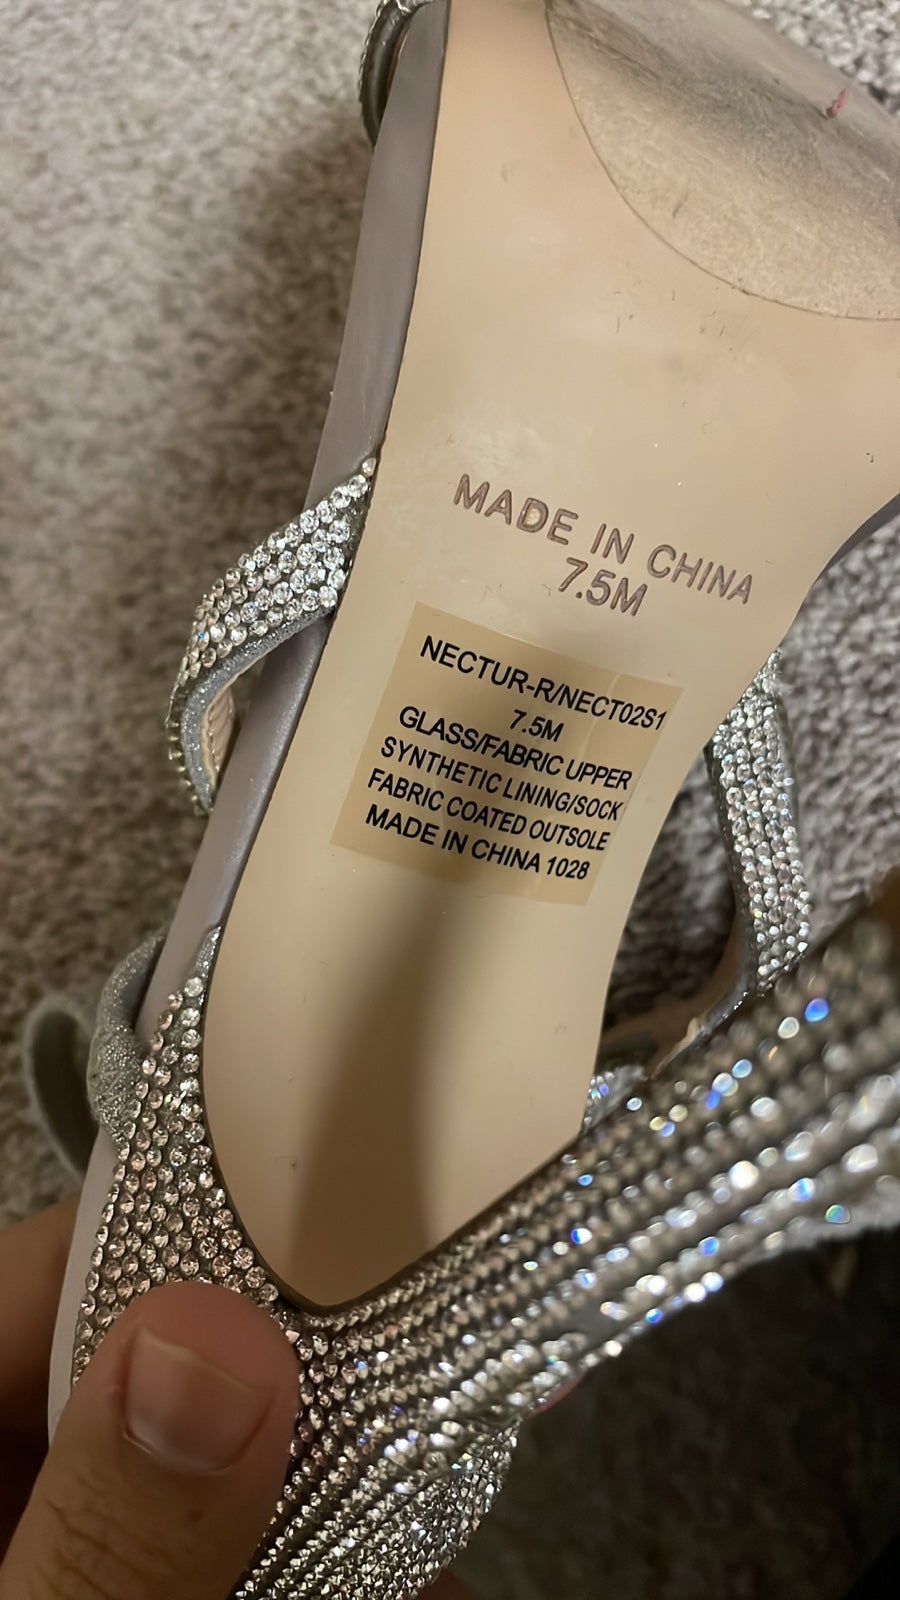 MADE IN CHINA
7.5M
NECTUR-R/NECT02S1
7.5M
GLASS/FABRIC UPPER
SYNTHETIC LINING/SOCK
FABRIC COATED OUTSOLE
MADE IN CHINA 1028